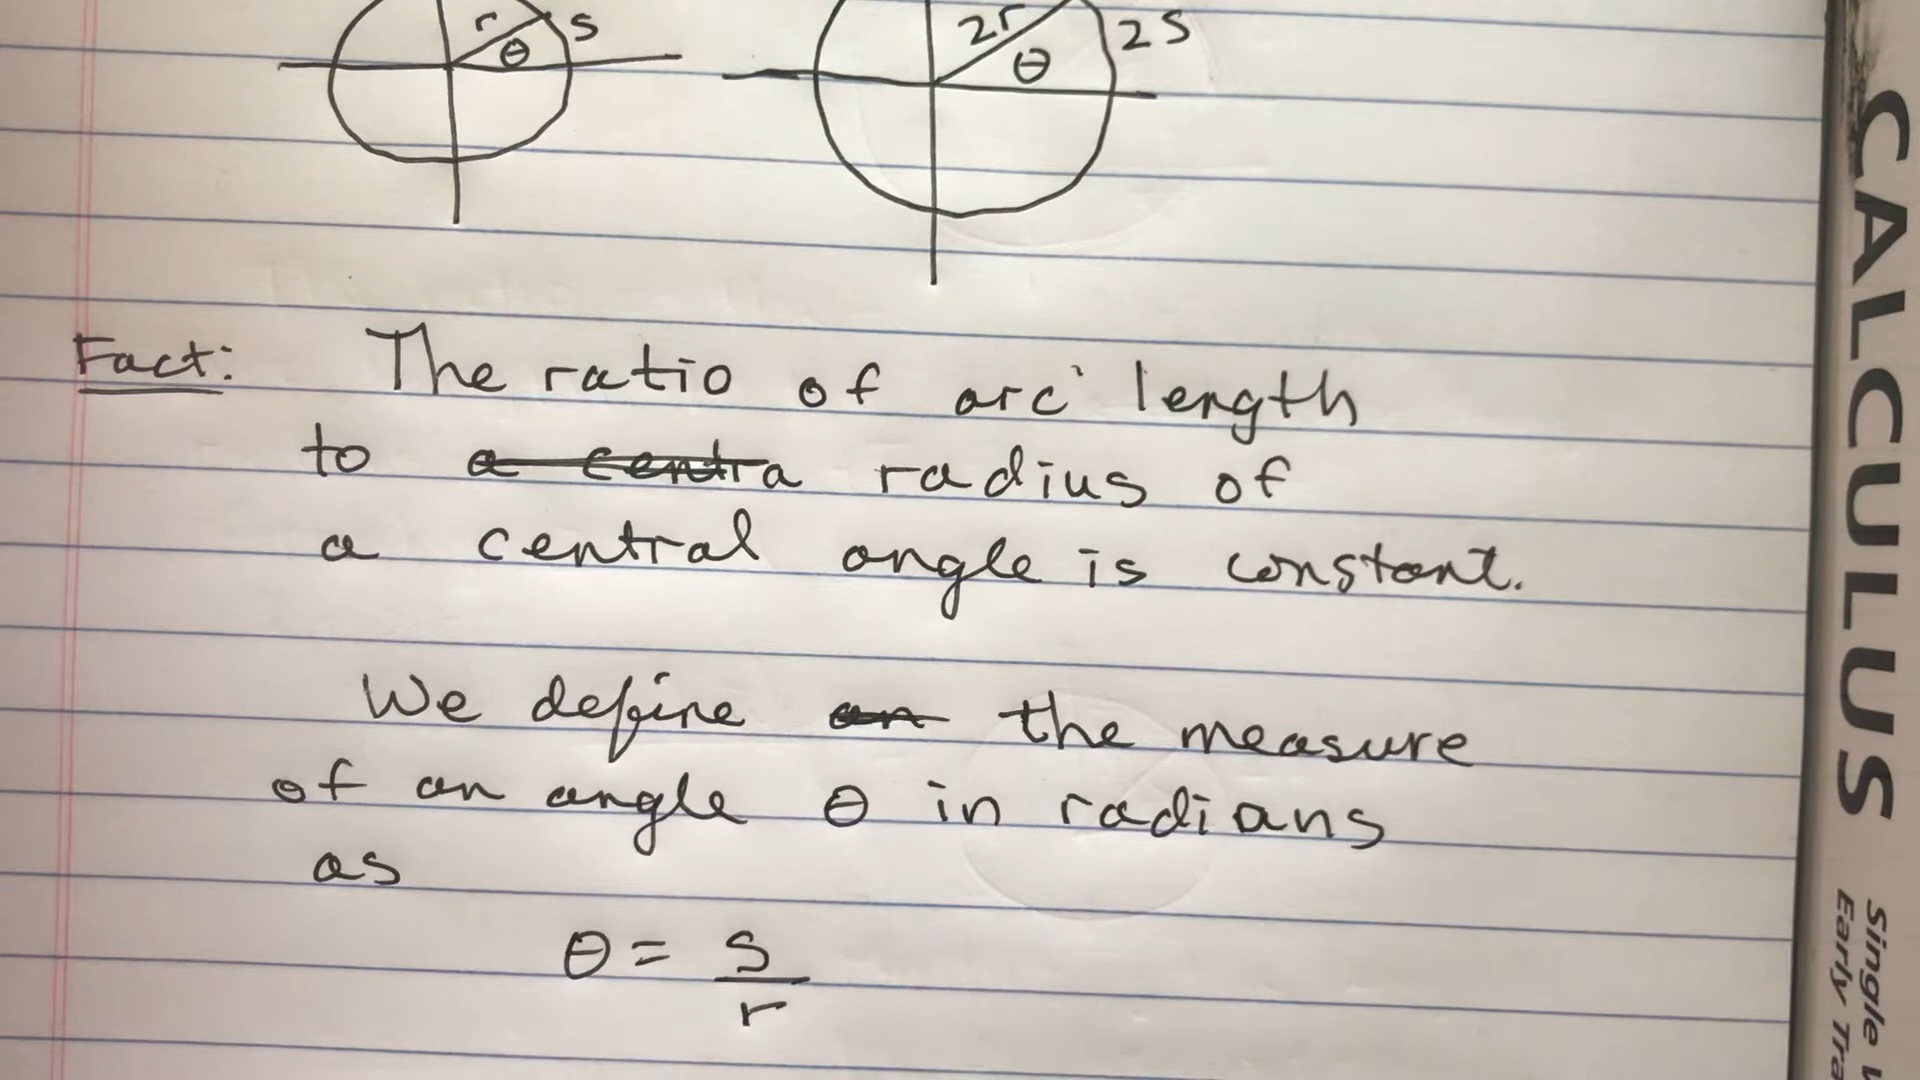 r θ s
2r θ 2s
Fact: The ratio of arc length
to a centra radius of
a central angle is constant.
We define an the measure
of an angle θ in radians
as
θ = s
r
CALCULUS
Single V
Early Tra